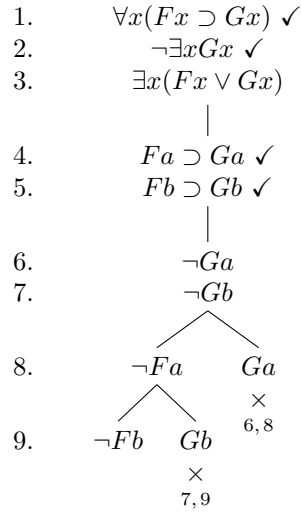 1. ∀x(Fx ⊃ Gx) ✓
2. ¬∃xGx ✓
3. ∃x(Fx ∨ Gx)
4. Fa ⊃ Ga ✓
5. Fb ⊃ Gb ✓
6. ¬Ga
7. ¬Gb
8. ¬Fa Ga
×
6, 8
9. ¬Fb Gb
×
7, 9